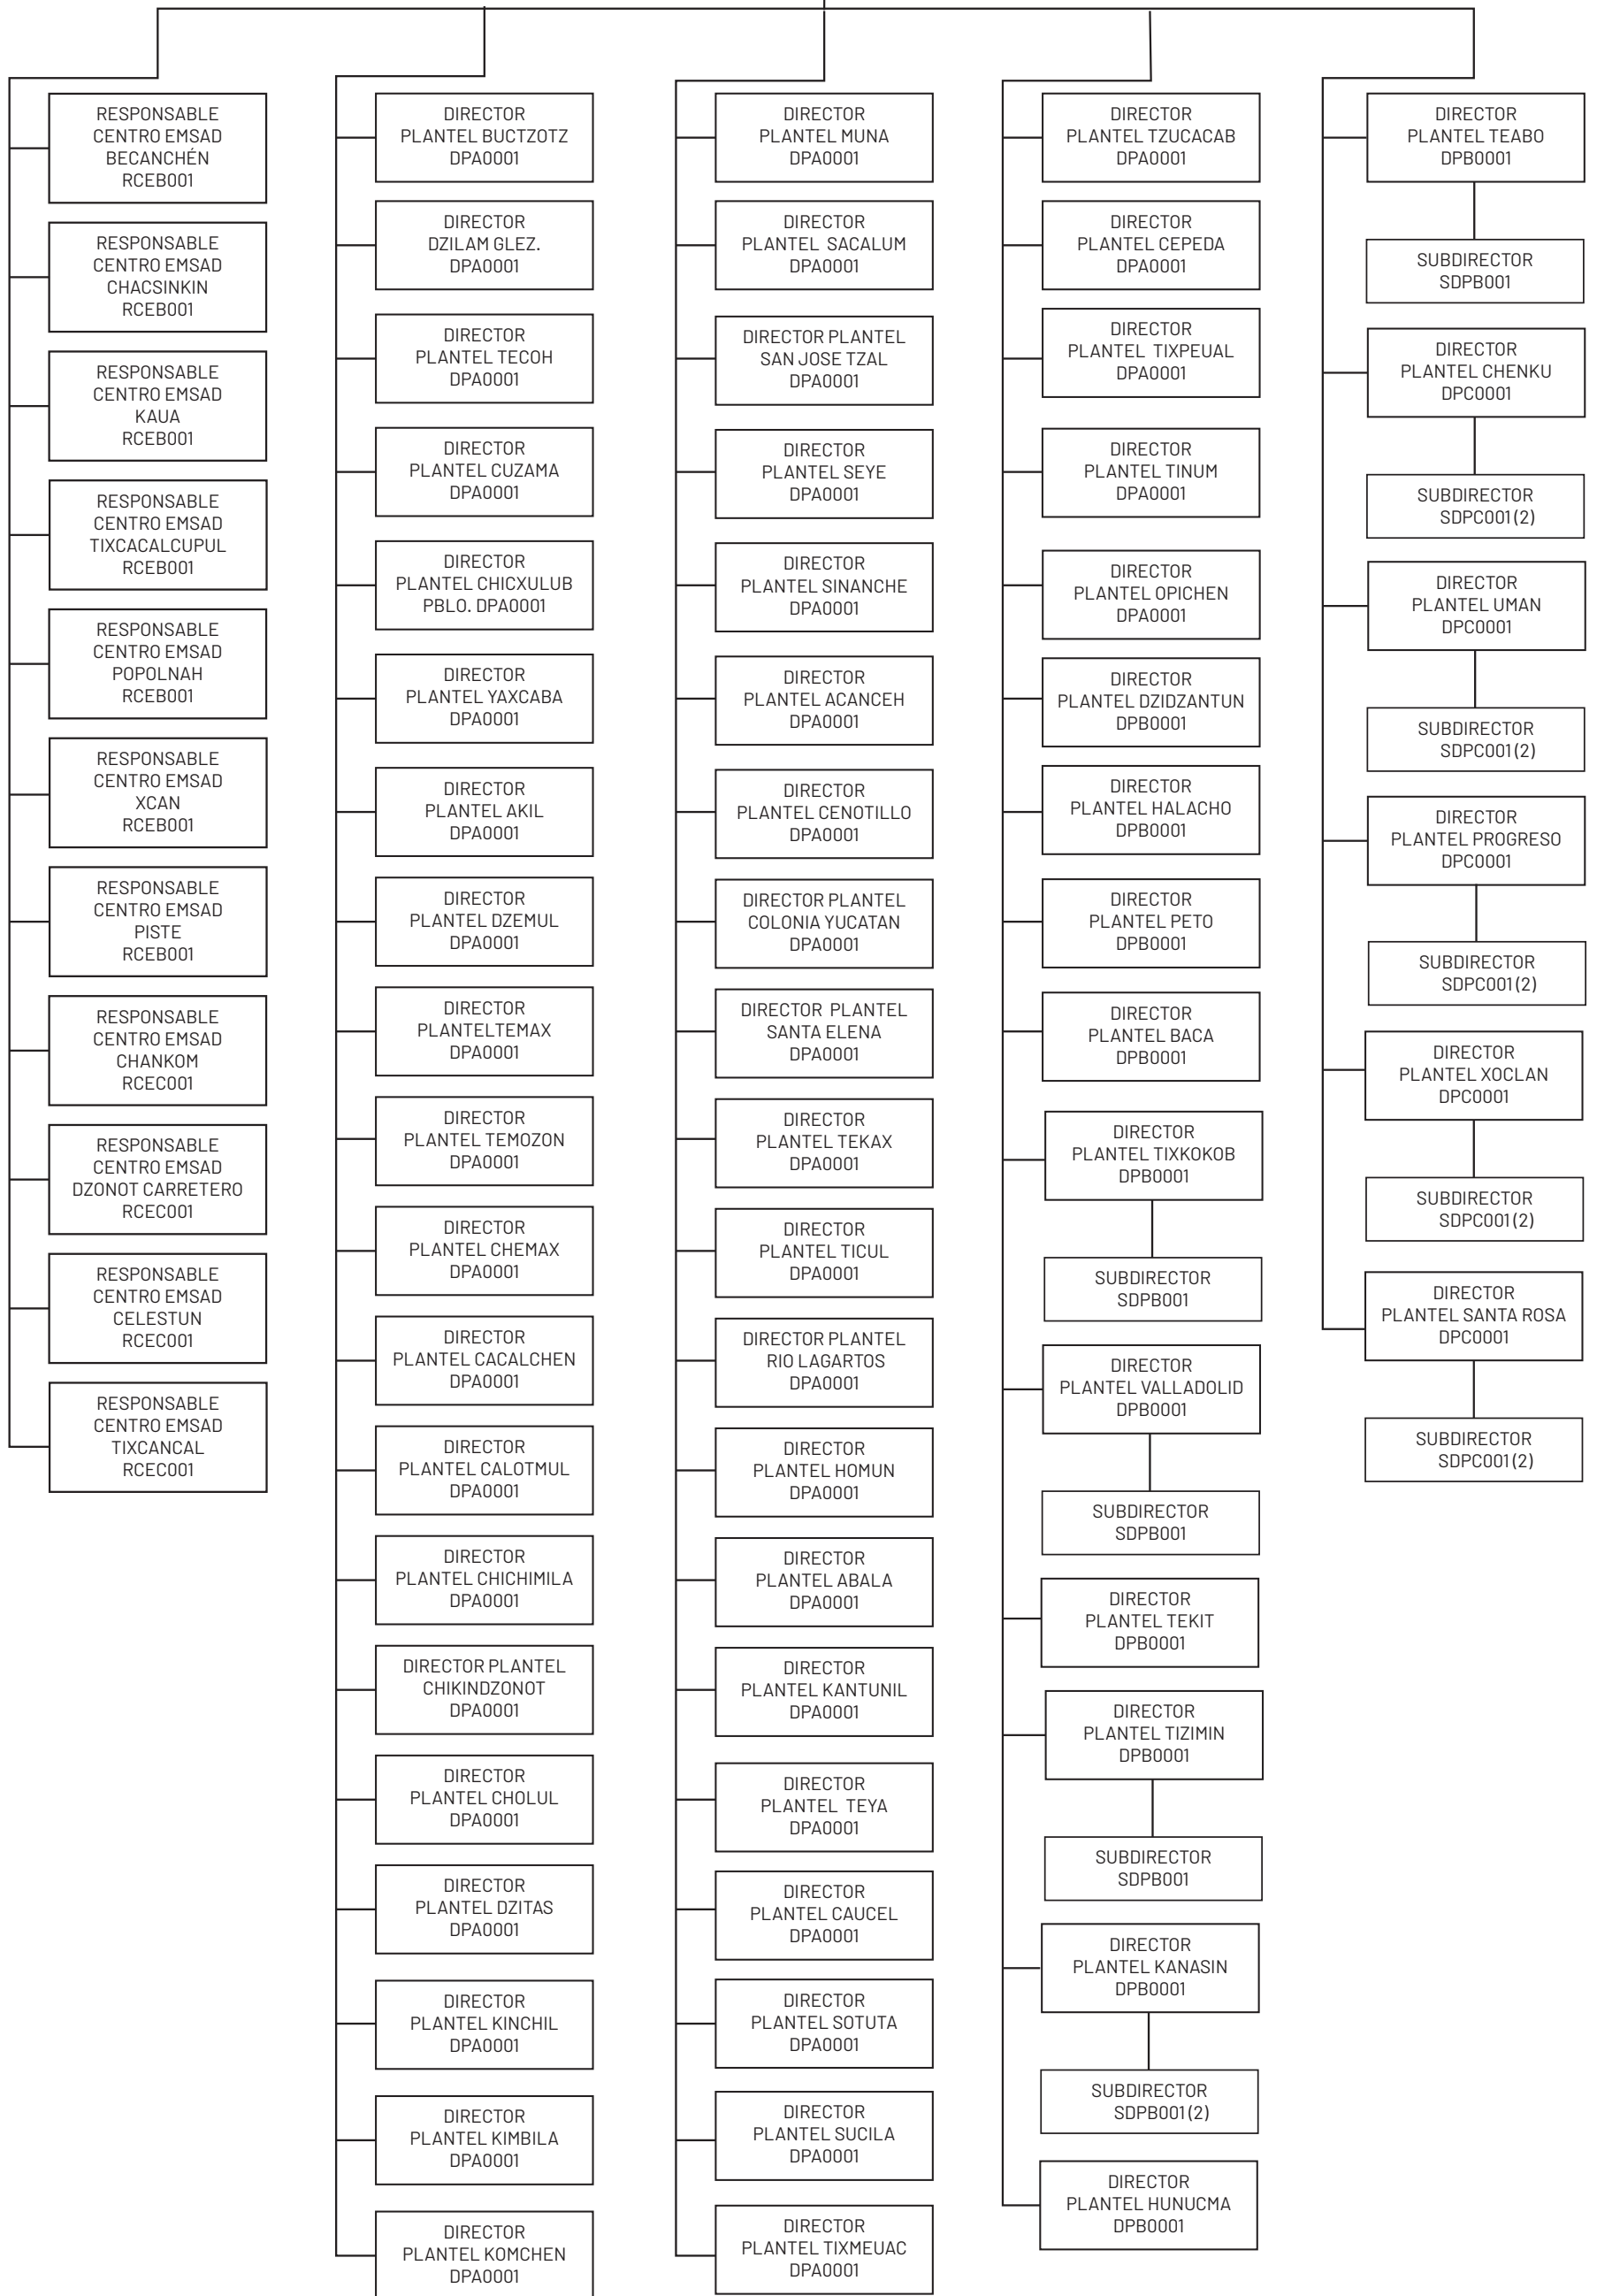 RESPONSABLE
CENTRO EMSAD
BECANCHÉN
RCEB001
RESPONSABLE
CENTRO EMSAD
CHACSINKIN
RCEB001
RESPONSABLE
CENTRO EMSAD
KAUA
RCEB001
RESPONSABLE
CENTRO EMSAD
TIXCACALCUPUL
RCEB001
RESPONSABLE
CENTRO EMSAD
POPOLNAH
RCEB001
RESPONSABLE
CENTRO EMSAD
XCAN
RCEB001
RESPONSABLE
CENTRO EMSAD
PISTE
RCEB001
RESPONSABLE
CENTRO EMSAD
CHANKOM
RCEC001
RESPONSABLE
CENTRO EMSAD
DZONOT CARRETERO
RCEC001
RESPONSABLE
CENTRO EMSAD
CELESTUN
RCEC001
RESPONSABLE
CENTRO EMSAD
TIXCANCAL
RCEC001
DIRECTOR
PLANTEL BUCTZOTZ
DPA0001
DIRECTOR
DZILAM GLEZ.
DPA0001
DIRECTOR
PLANTEL TECOH
DPA0001
DIRECTOR
PLANTEL CUZAMA
DPA0001
DIRECTOR
PLANTEL CHICXULUB
PBLO. DPA0001
DIRECTOR
PLANTEL YAXCABA
DPA0001
DIRECTOR
PLANTEL AKIL
DPA0001
DIRECTOR
PLANTEL DZEMUL
DPA0001
DIRECTOR
PLANTELTEMAX
DPA0001
DIRECTOR
PLANTEL TEMOZON
DPA0001
DIRECTOR
PLANTEL CHEMAX
DPA0001
DIRECTOR
PLANTEL CACALCHEN
DPA0001
DIRECTOR
PLANTEL CALOTMUL
DPA0001
DIRECTOR
PLANTEL CHICHIMILA
DPA0001
DIRECTOR PLANTEL
CHIKINDZONOT
DPA0001
DIRECTOR
PLANTEL CHOLUL
DPA0001
DIRECTOR
PLANTEL DZITAS
DPA0001
DIRECTOR
PLANTEL KINCHIL
DPA0001
DIRECTOR
PLANTEL KIMBILA
DPA0001
DIRECTOR
PLANTEL KOMCHEN
DPA0001
DIRECTOR
PLANTEL MUNA
DPA0001
DIRECTOR
PLANTEL SACALUM
DPA0001
DIRECTOR PLANTEL
SAN JOSE TZAL
DPA0001
DIRECTOR
PLANTEL SEYE
DPA0001
DIRECTOR
PLANTEL SINANCHE
DPA0001
DIRECTOR
PLANTEL ACANCEH
DPA0001
DIRECTOR
PLANTEL CENOTILLO
DPA0001
DIRECTOR PLANTEL
COLONIA YUCATAN
DPA0001
DIRECTOR PLANTEL
SANTA ELENA
DPA0001
DIRECTOR
PLANTEL TEKAX
DPA0001
DIRECTOR
PLANTEL TICUL
DPA0001
DIRECTOR PLANTEL
RIO LAGARTOS
DPA0001
DIRECTOR
PLANTEL HOMUN
DPA0001
DIRECTOR
PLANTEL ABALA
DPA0001
DIRECTOR
PLANTEL KANTUNIL
DPA0001
DIRECTOR
PLANTEL TEYA
DPA0001
DIRECTOR
PLANTEL CAUCEL
DPA0001
DIRECTOR
PLANTEL SOTUTA
DPA0001
DIRECTOR
PLANTEL SUCILA
DPA0001
DIRECTOR
PLANTEL TIXMEUAC
DPA0001
DIRECTOR
PLANTEL TZUCACAB
DPA0001
DIRECTOR
PLANTEL CEPEDA
DPA0001
DIRECTOR
PLANTEL TIXPEUAL
DPA0001
DIRECTOR
PLANTEL TINUM
DPA0001
DIRECTOR
PLANTEL OPICHEN
DPA0001
DIRECTOR
PLANTEL DZIDZANTUN
DPB0001
DIRECTOR
PLANTEL HALACHO
DPB0001
DIRECTOR
PLANTEL PETO
DPB0001
DIRECTOR
PLANTEL BACA
DPB0001
DIRECTOR
PLANTEL TIXKOKOB
DPB0001
SUBDIRECTOR
SDPB001
DIRECTOR
PLANTEL VALLADOLID
DPB0001
SUBDIRECTOR
SDPB001
DIRECTOR
PLANTEL TEKIT
DPB0001
DIRECTOR
PLANTEL TIZIMIN
DPB0001
SUBDIRECTOR
SDPB001
DIRECTOR
PLANTEL KANASIN
DPB0001
SUBDIRECTOR
SDPB001(2)
DIRECTOR
PLANTEL HUNUCMA
DPB0001
DIRECTOR
PLANTEL TEABO
DPB0001
SUBDIRECTOR
SDPB001
DIRECTOR
PLANTEL CHENKU
DPC0001
SUBDIRECTOR
SDPC001(2)
DIRECTOR
PLANTEL UMAN
DPC0001
SUBDIRECTOR
SDPC001(2)
DIRECTOR
PLANTEL PROGRESO
DPC0001
SUBDIRECTOR
SDPC001(2)
DIRECTOR
PLANTEL XOCLAN
DPC0001
SUBDIRECTOR
SDPC001(2)
DIRECTOR
PLANTEL SANTA ROSA
DPC0001
SUBDIRECTOR
SDPC001(2)